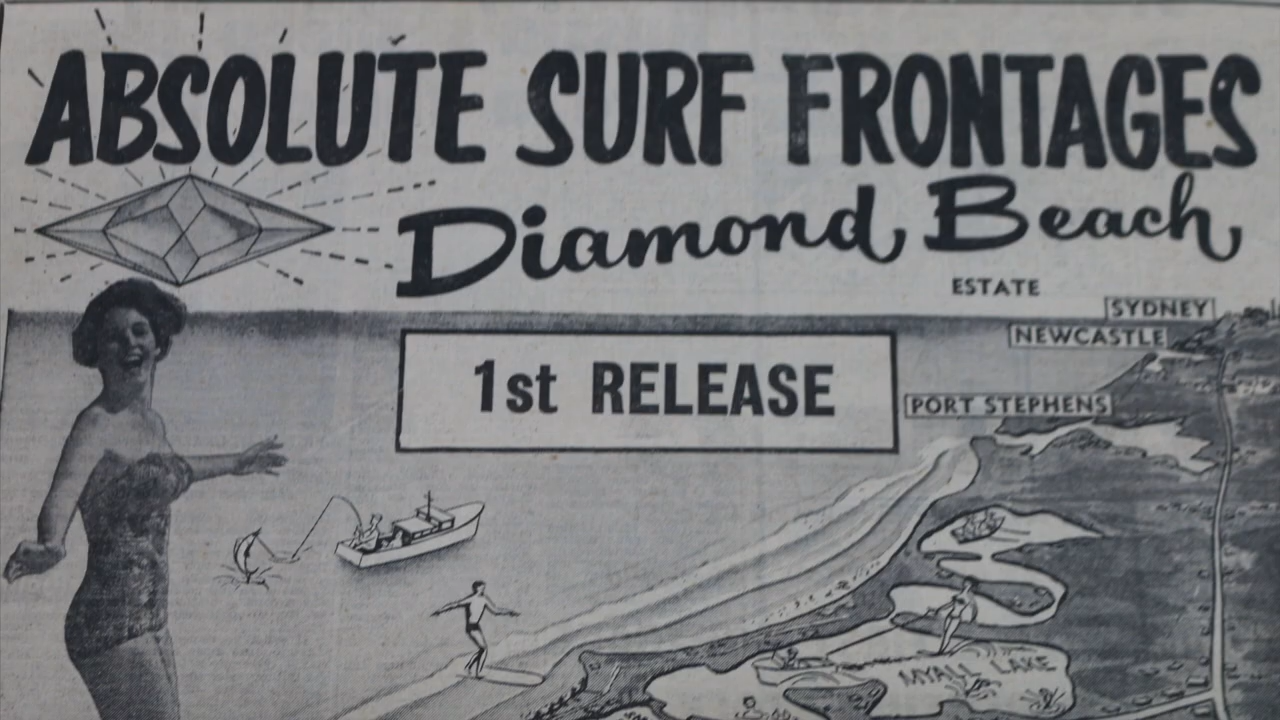 ABSOLUTE SURF FRONTAGES
Diamond Beach
ESTATE
SYDNEY
NEWCASTLE
1st RELEASE
PORT STEPHENS
MYALL LAKE